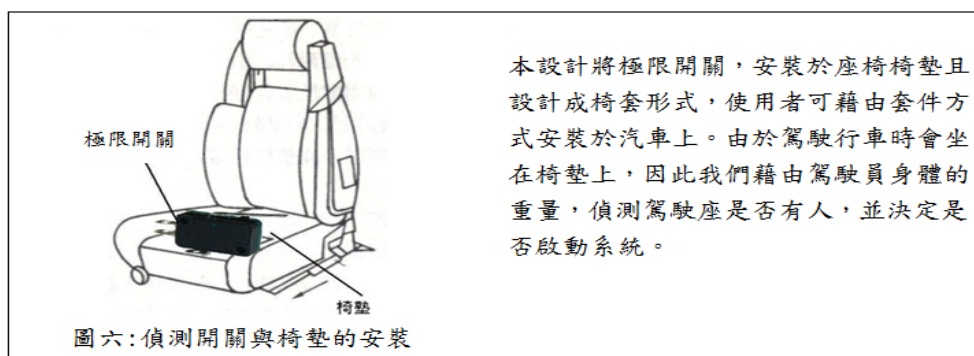 極限開關
椅墊
圖六:偵測開關與椅墊的安裝
本設計將極限開關，安裝於座椅椅墊且
設計成椅套形式，使用者可藉由套件方
式安裝於汽車上。由於駕駛行車時會坐
在椅墊上，因此我們藉由駕駛員身體的
重量，偵測駕駛座是否有人，並決定是
否啟動系統。